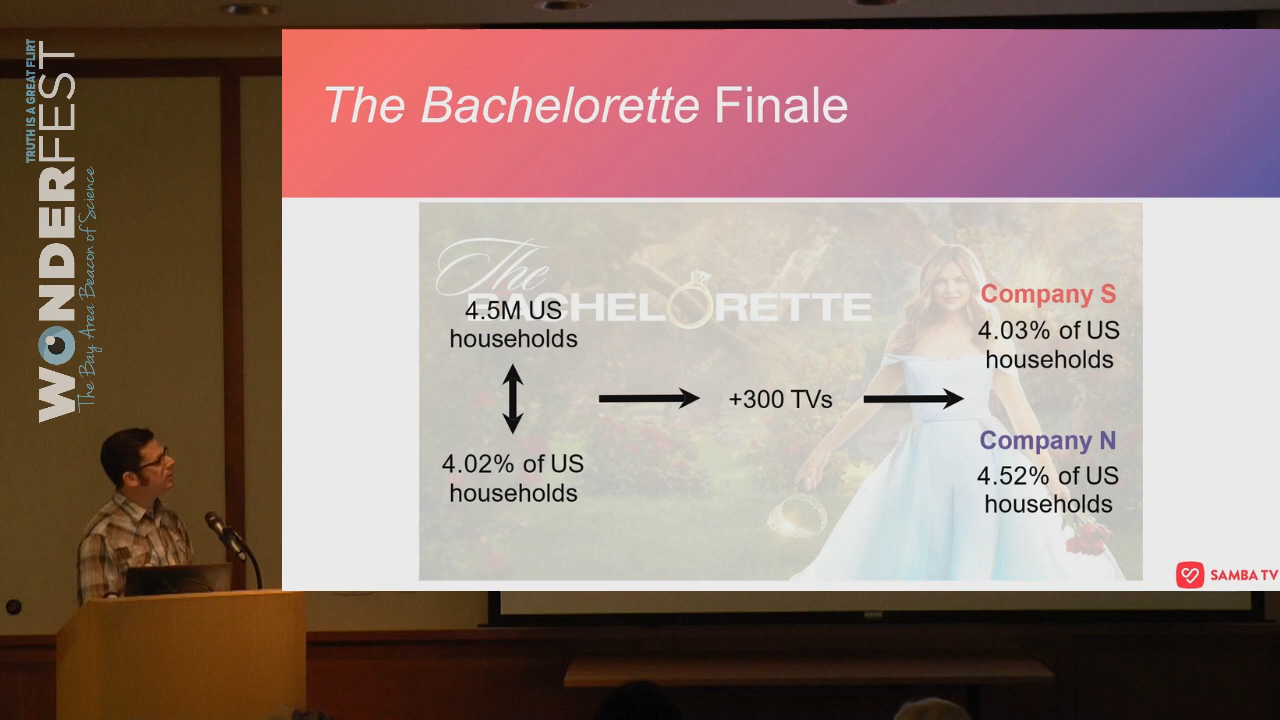 TRUTH IS A GREAT FLIRT
WONDERFEST
The Bay Area Beacon of Science
The Bachelorette Finale
The
BACHELORETTE
4.5M US
households
4.02% of US
households
+300 TVs
Company S
4.03% of US
households
Company N
4.52% of US
households
SAMBA TV